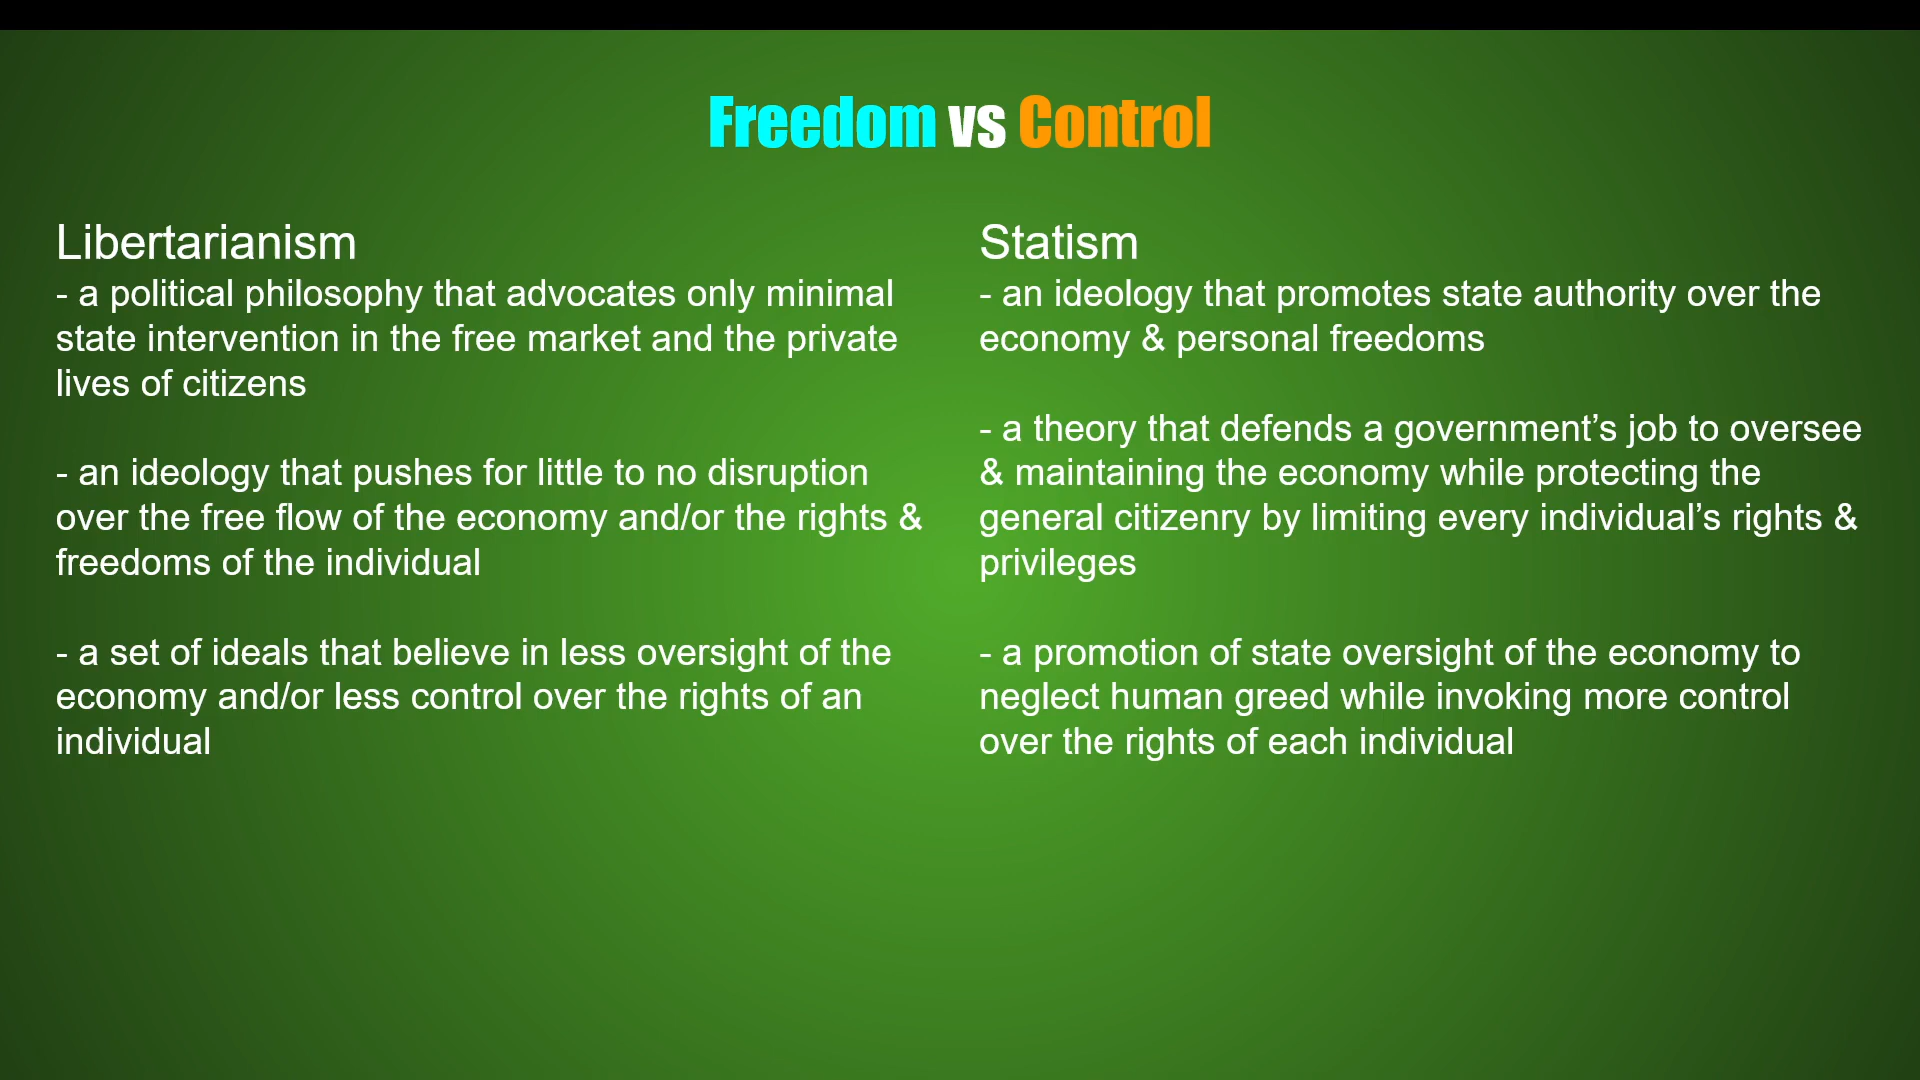 Freedom vs Control
Libertarianism
- a political philosophy that advocates only minimal
state intervention in the free market and the private
lives of citizens
- an ideology that pushes for little to no disruption
over the free flow of the economy and/or the rights &
freedoms of the individual
- a set of ideals that believe in less oversight of the
economy and/or less control over the rights of an
individual
Statism
- an ideology that promotes state authority over the
economy & personal freedoms
- a theory that defends a government’s job to oversee
& maintaining the economy while protecting the
general citizenry by limiting every individual’s rights &
privileges
- a promotion of state oversight of the economy to
neglect human greed while invoking more control
over the rights of each individual